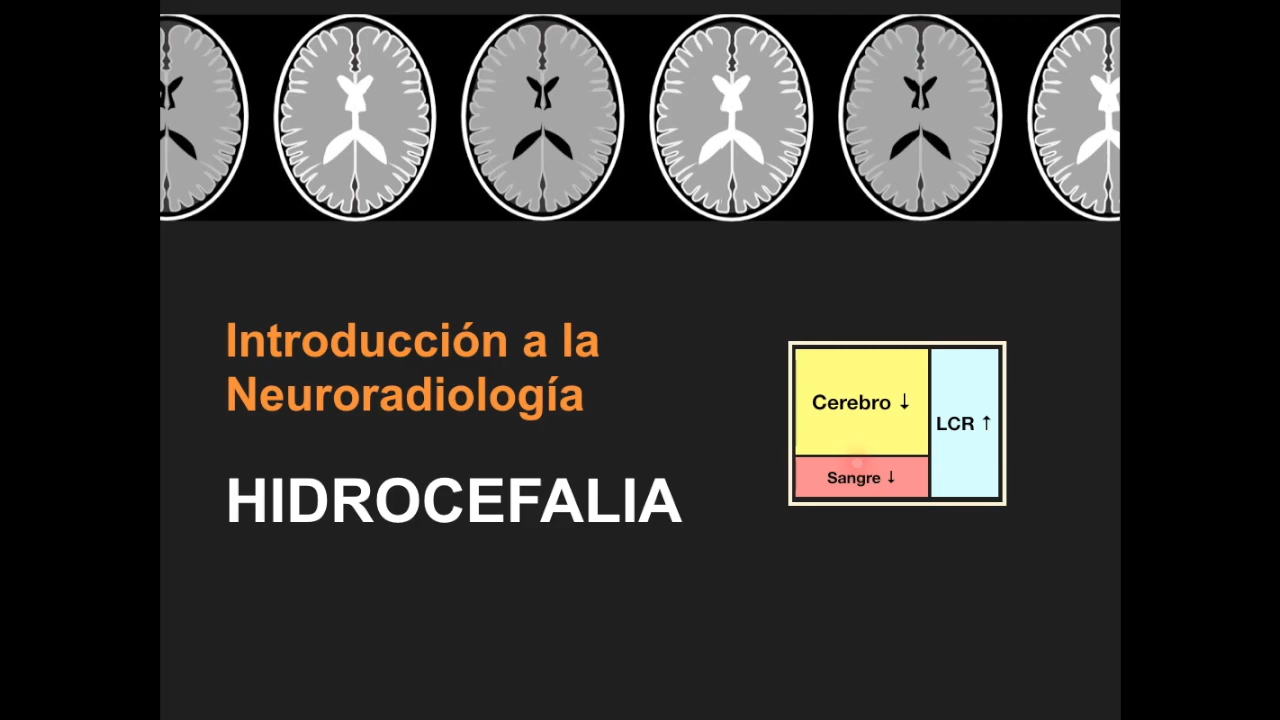 Introducción a la
Neuroradiología
HIDROCEFALIA
Cerebro ↓
LCR ↑
Sangre ↓